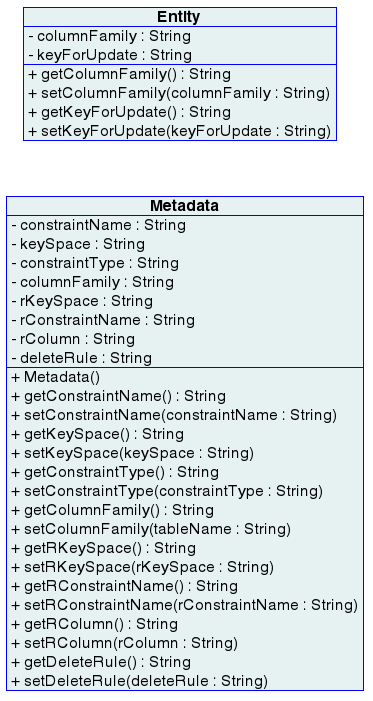 Entity
- columnFamily : String
- keyForUpdate : String
+ getColumnFamily() : String
+ setColumnFamily(columnFamily : String)
+ getKeyForUpdate() : String
+ setKeyForUpdate(keyForUpdate : String)
Metadata
- constraintName : String
- keySpace : String
- constraintType : String
- columnFamily : String
- rKeySpace : String
- rConstraintName : String
- rColumn : String
- deleteRule : String
+ Metadata()
+ getConstraintName() : String
+ setConstraintName(constraintName : String)
+ getKeySpace() : String
+ setKeySpace(keySpace : String)
+ getConstraintType() : String
+ setConstraintType(constraintType : String)
+ getColumnFamily() : String
+ setColumnFamily(tableName : String)
+ getRKeySpace() : String
+ setRKeySpace(rKeySpace : String)
+ getRConstraintName() : String
+ setRConstraintName(rConstraintName : String)
+ getRColumn() : String
+ setRColumn(rColumn : String)
+ getDeleteRule() : String
+ setDeleteRule(deleteRule : String)